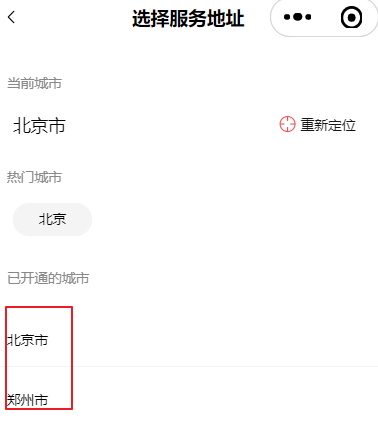 选择服务地址
当前城市
北京市
重新定位
热门城市
北京
已开通的城市
北京市
郑州市